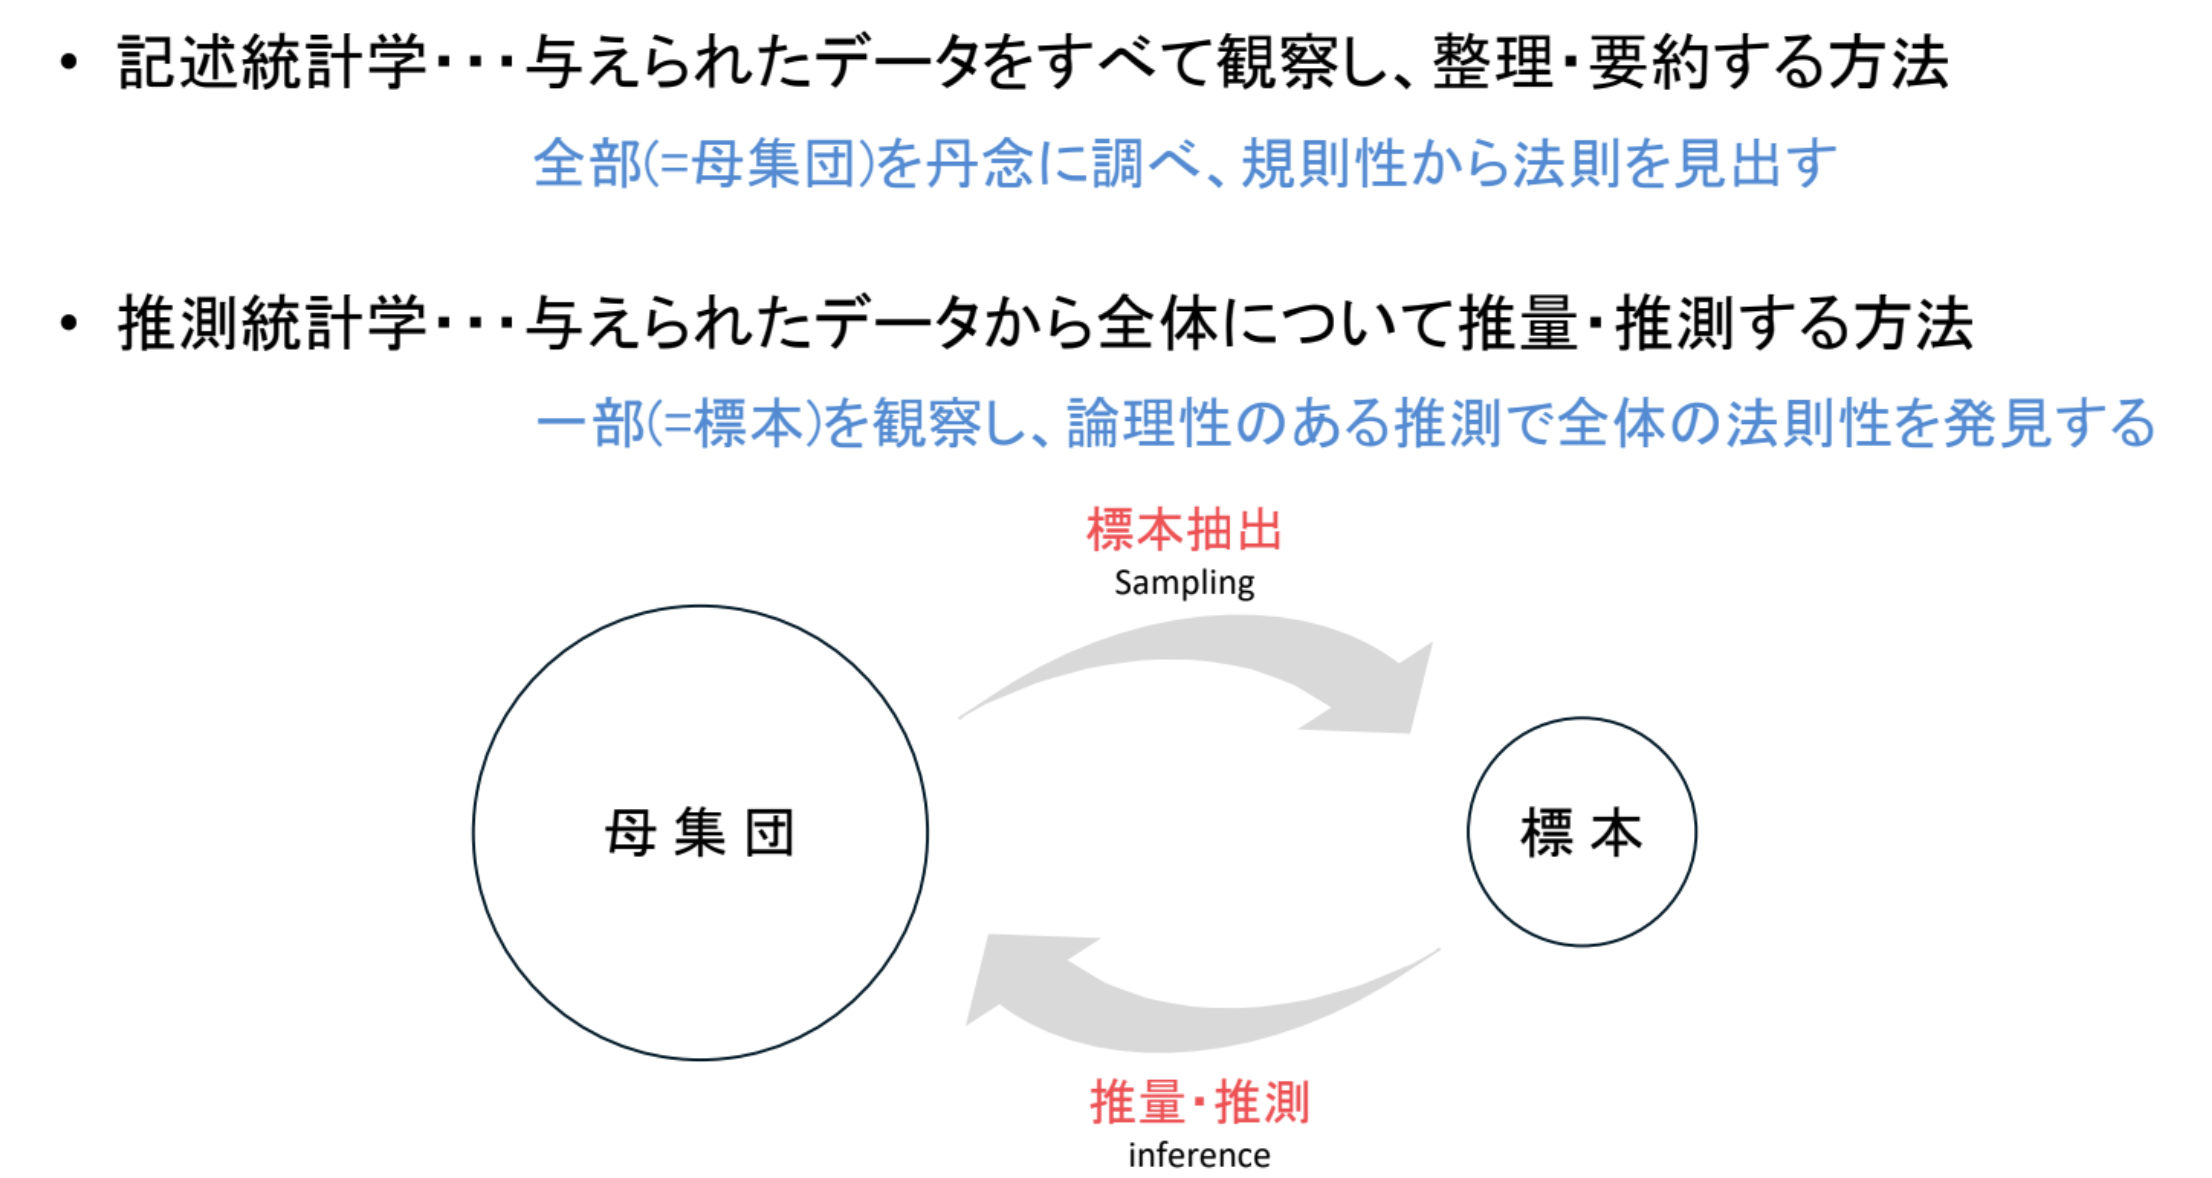 • 記述統計学・・・与えられたデータをすべて観察し、整理・要約する方法
全部(=母集団)を丹念に調べ、規則性から法則を見出す
• 推測統計学・・・与えられたデータから全体について推量・推測する方法
一部(=標本)を観察し、論理性のある推測で全体の法則性を発見する
標本抽出
Sampling
母集団
標本
推量・推測
inference